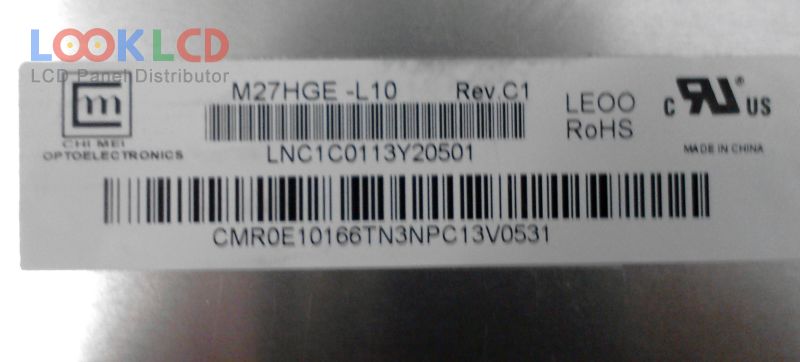 LOOKLCD
LCD Panel Distributor
M27HGE -L10 Rev.C1
CHI MEI
OPTOELECTRONICS
LNC1C0113Y20501
LEOO
RoHS
c RU US
MADE IN CHINA
CMR0E10166TN3NPC13V0531